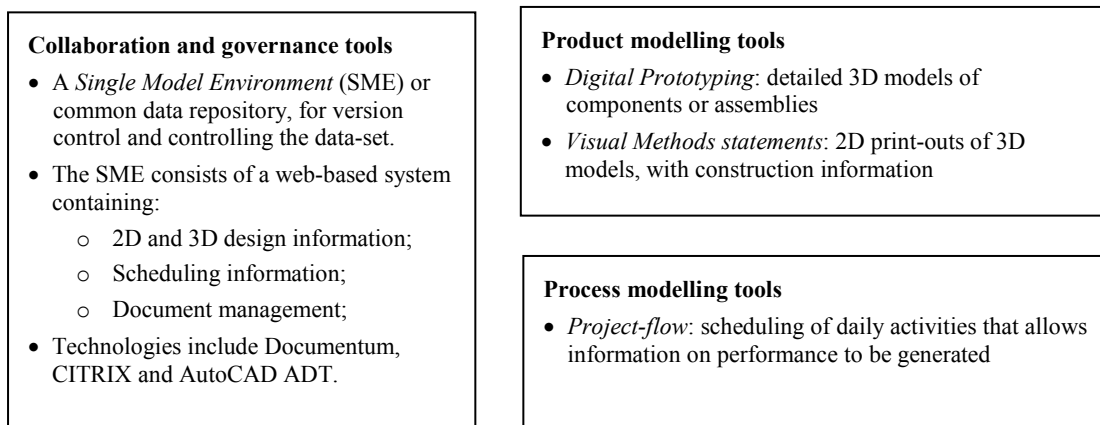 Collaboration and governance tools
• A Single Model Environment (SME) or
common data repository, for version
control and controlling the data-set.
• The SME consists of a web-based system
containing:
o 2D and 3D design information;
o Scheduling information;
o Document management;
• Technologies include Documentum,
CITRIX and AutoCAD ADT.
Product modelling tools
• Digital Prototyping: detailed 3D models of
components or assemblies
• Visual Methods statements: 2D print-outs of 3D
models, with construction information
Process modelling tools
• Project-flow: scheduling of daily activities that allows
information on performance to be generated